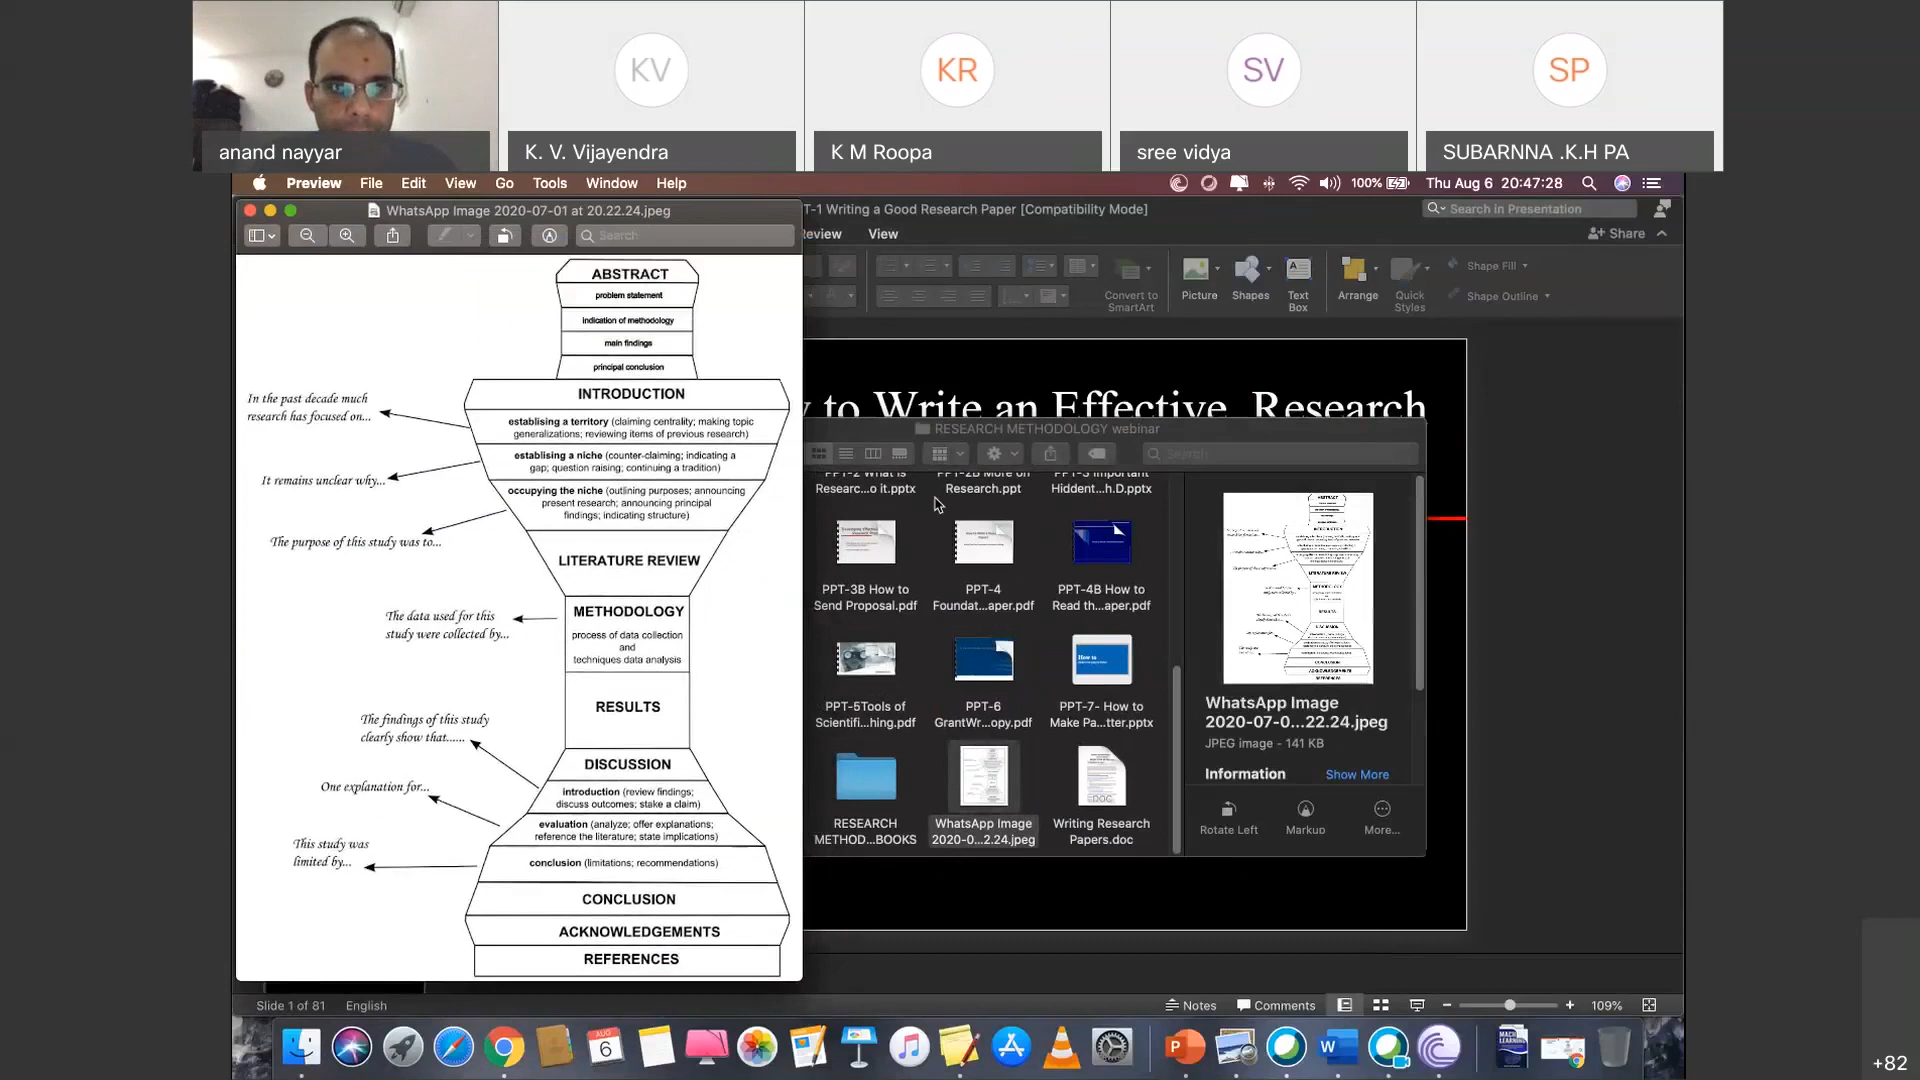 KV
KR
SV
SP
anand nayyar
K. V. Vijayendra
K M Roopa
sree vidya
SUBARNNA .K.H PA
Preview File Edit View Go Tools Window Help
100%
Thu Aug 6 20:47:28
WhatsApp Image 2020-07-01 at 20.22.24.jpeg
Search
T-1 Writing a Good Research Paper [Compatibility Mode]
Search in Presentation
View
Share
Convert to
SmartArt
Picture
Shapes
Text
Box
Arrange
Quick
Styles
Shape Fill
Shape Outline
ABSTRACT
problem statement
indication of methodology
main findings
principal conclusion
INTRODUCTION
In the past decade much
research has focused on...
establising a territory (claiming centrality; making topic
generalizations; reviewing items of previous research)
establising a niche (counter-claiming; indicating a
gap; question raising; continuing a tradition)
It remains unclear why...
occupying the niche (outlining purposes; announcing
present research; announcing principal
findings; indicating structure)
The purpose of this study was to...
LITERATURE REVIEW
METHODOLOGY
The data used for this
study were collected by...
process of data collection
and
techniques data analysis
RESULTS
The findings of this study
clearly show that......
DISCUSSION
One explanation for...
introduction (review findings;
discuss outcomes; stake a claim)
evaluation (analyze; offer explanations;
reference the literature; state implications)
This study was
limited by...
conclusion (limitations; recommendations)
CONCLUSION
ACKNOWLEDGEMENTS
REFERENCES
to Write an Effective Research
RESEARCH METHODOLOGY webinar
Search
Researc...o it.pptx
Research.ppt
Hiddent...h.D.pptx
PPT-3B How to
Send Proposal.pdf
PPT-4
Foundat...aper.pdf
PPT-4B How to
Read th...aper.pdf
How to
PPT-5Tools of
Scientifi...hing.pdf
PPT-6
GrantWr...opy.pdf
PPT-7- How to
Make Pa...tter.pptx
DOC
RESEARCH
METHOD...BOOKS
WhatsApp Image
2020-0...2.24.jpeg
Writing Research
Papers.doc
WhatsApp Image
2020-07-0...22.24.jpeg
JPEG image - 141 KB
Information
Show More
Rotate Left
Markup
More...
Slide 1 of 81
English
Notes
Comments
109%
AUG
6
+82